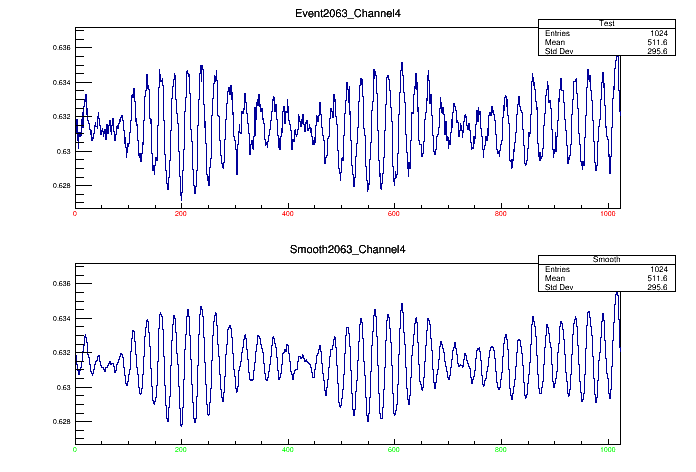 Event2063_Channel4
Test
Entries 1024
Mean 511.6
Std Dev 295.6
0.636
0.634
0.632
0.63
0.628
0 200 400 600 800 1000
Smooth2063_Channel4
Smooth
Entries 1024
Mean 511.6
Std Dev 295.6
0.636
0.634
0.632
0.63
0.628
0 200 400 600 800 1000